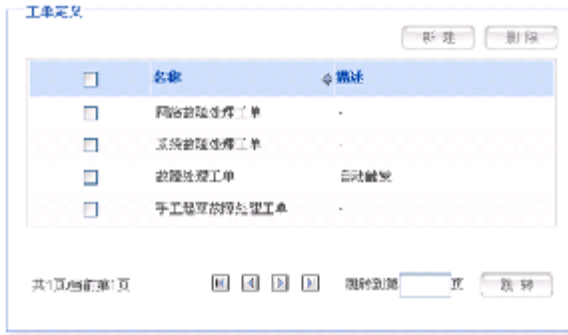 工单定义
新 建 删 除
名称 描述
网络故障处理工单 -
系统故障处理工单 -
故障处理工单 自动触发
手工起草故障处理工单 -
共1页/当前第1页 跳转到第 页 跳 转